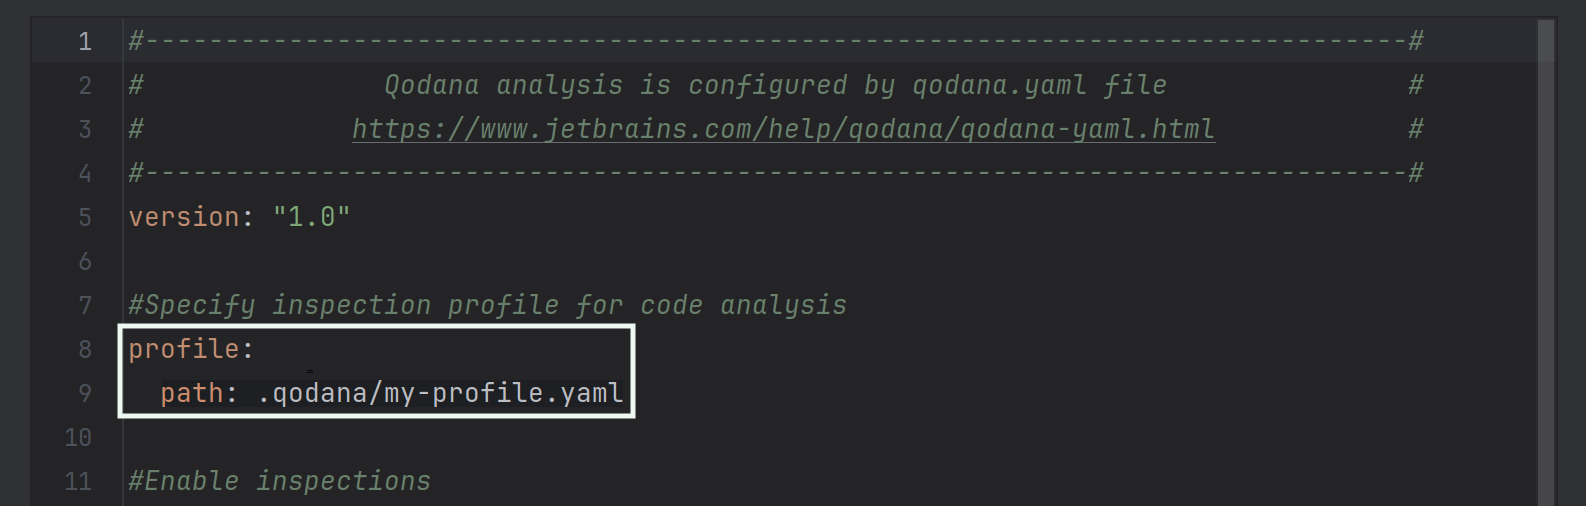 1 #-------------------------------------------------------------------------------#
2 # Qodana analysis is configured by qodana.yaml file #
3 # https://www.jetbrains.com/help/qodana/qodana-yaml.html #
4 #-------------------------------------------------------------------------------#
5 version: "1.0"
6
7 #Specify inspection profile for code analysis
8 profile:
9 path: .qodana/my-profile.yaml
10
11 #Enable inspections